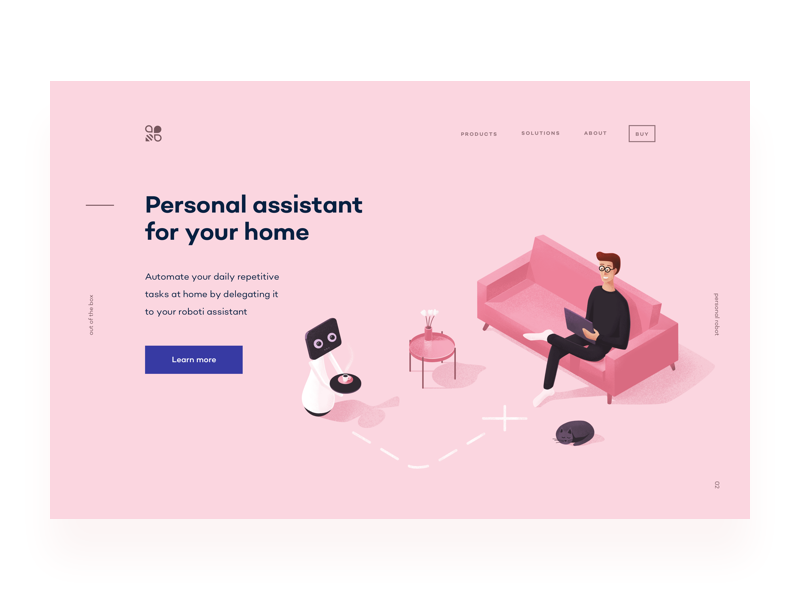 PRODUCTS
SOLUTIONS
ABOUT
BUY
Personal assistant
for your home
Automate your daily repetitive
tasks at home by delegating it
to your roboti assistant
Learn more
out of the box
personal robot
02